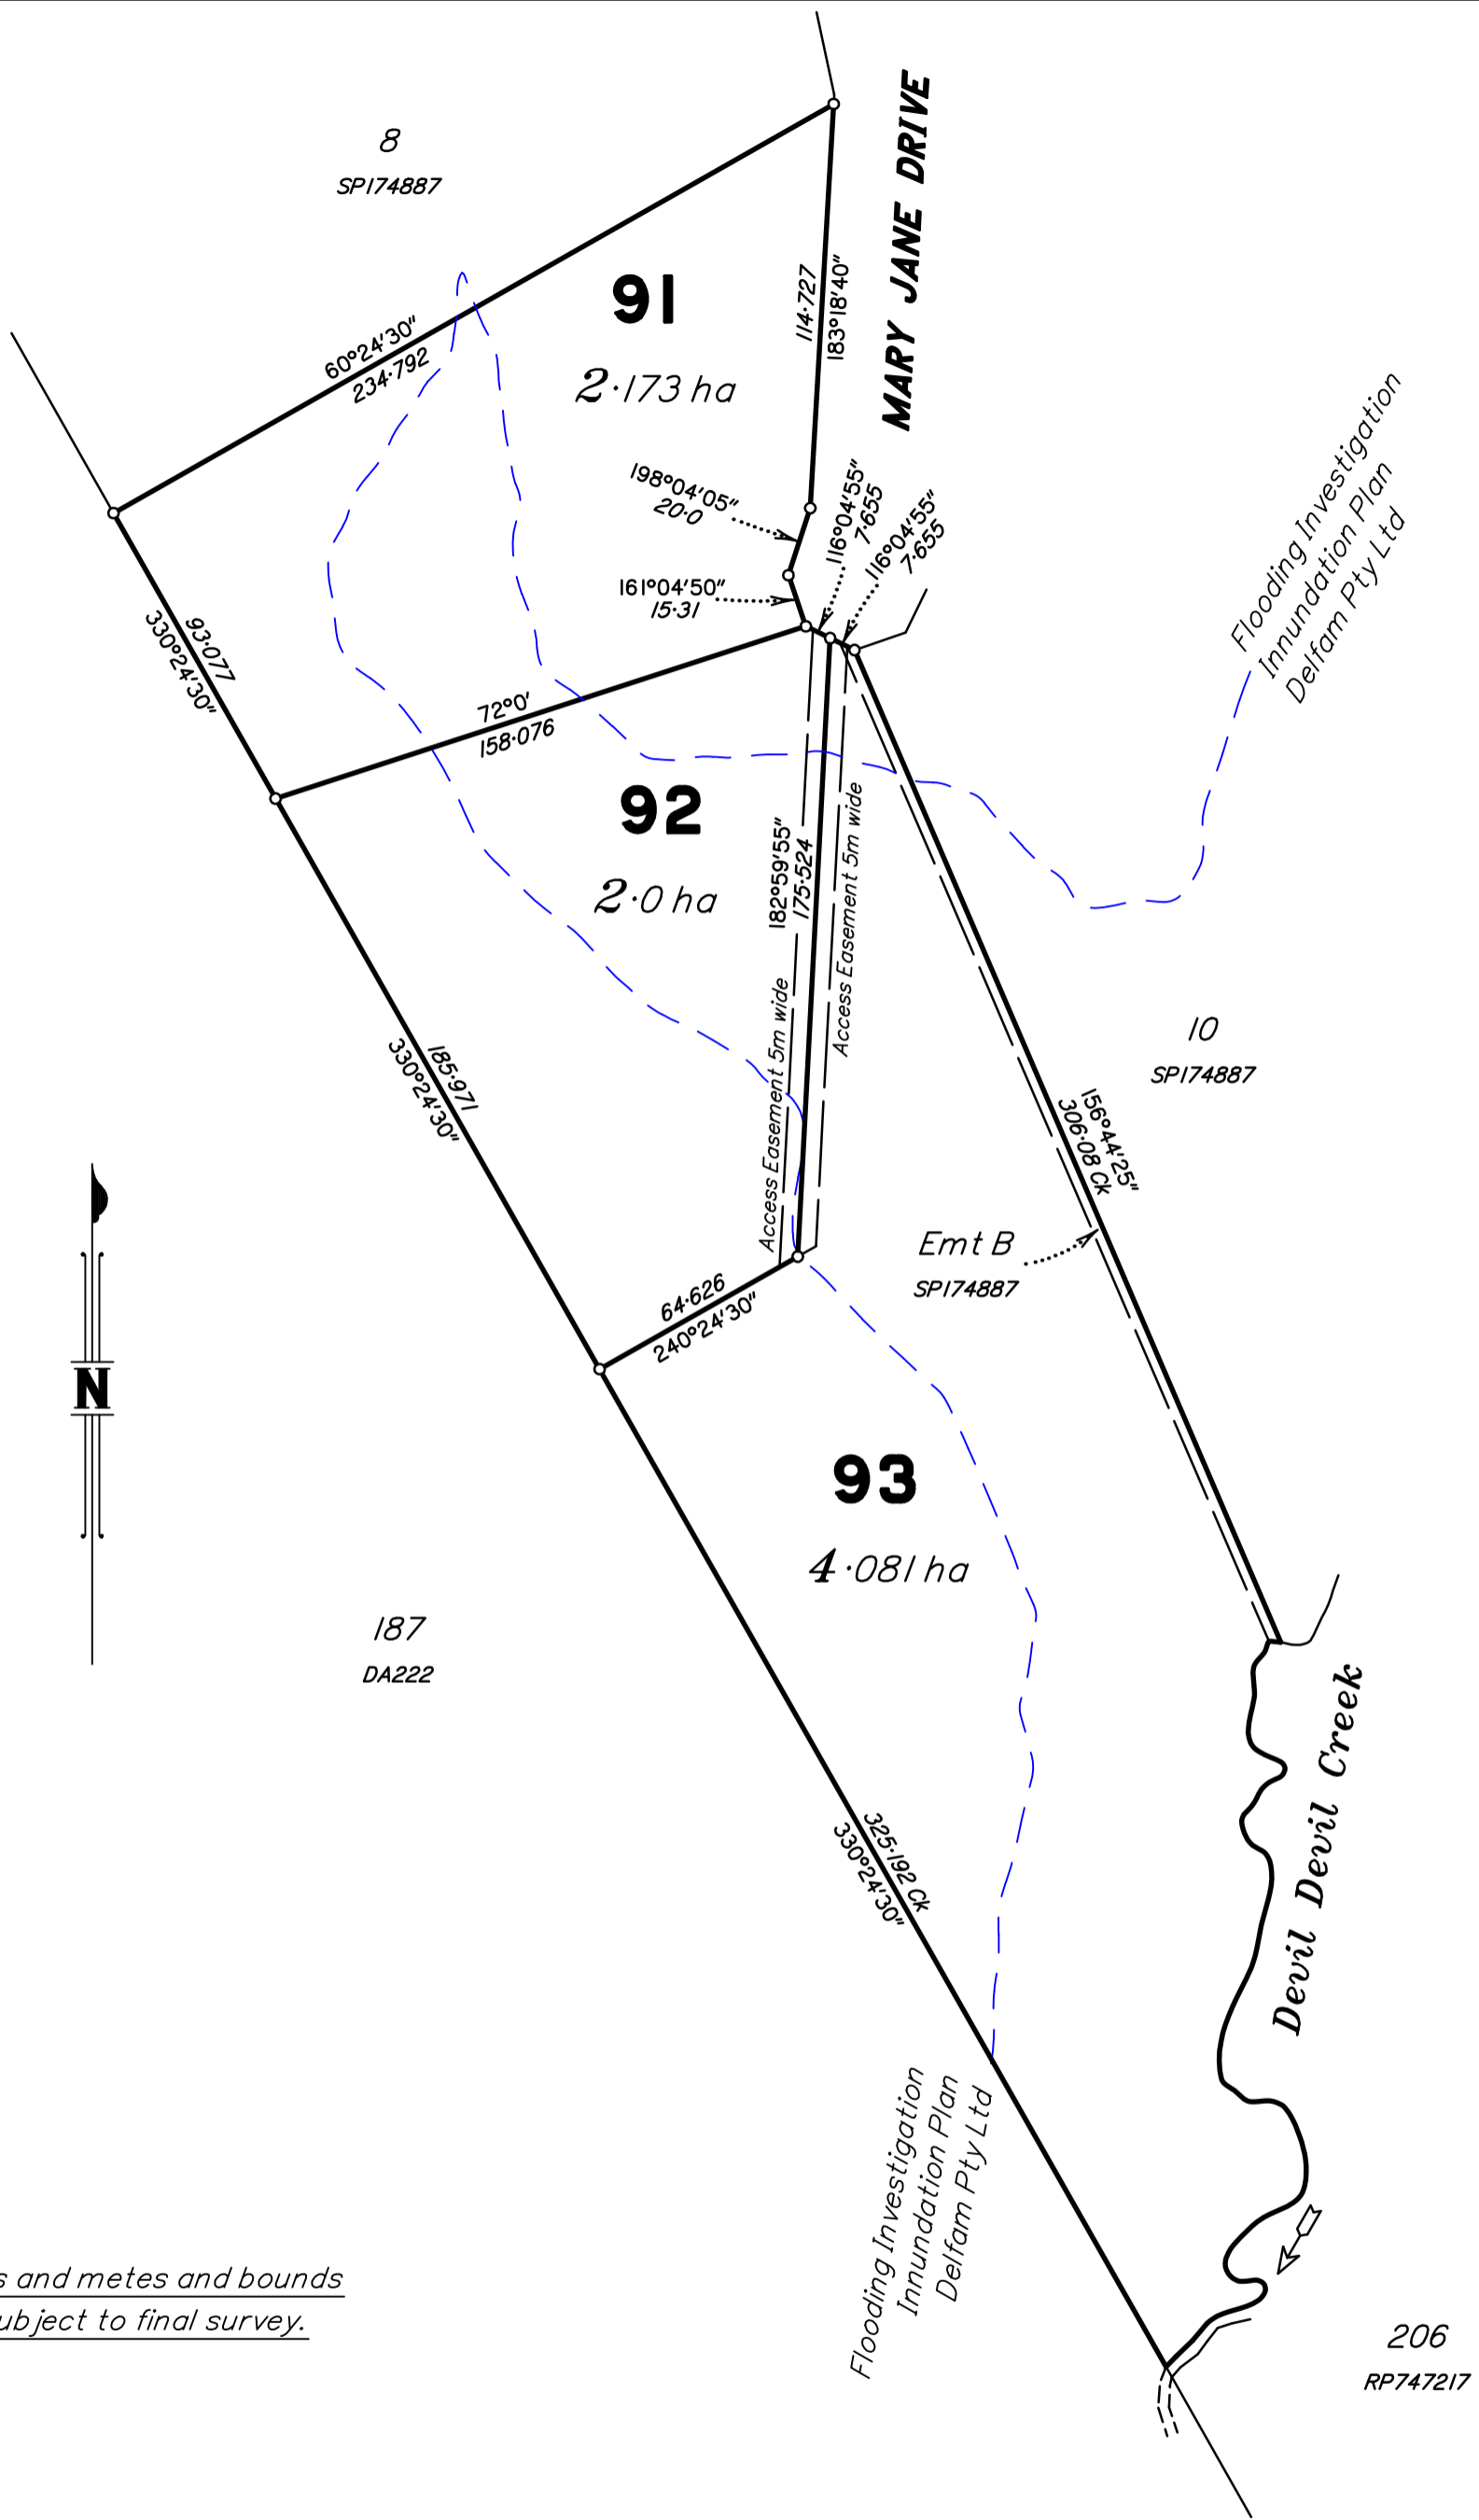 8
SP174887
MARY JANE DRIVE
91
2·173 ha
60°24'30"
234·792
114·727
183°18'40"
198°04'05"
20·0
116°04'55"
7·655
116°04'55"
7·655
161°04'50"
15·31
Flooding Investigation
Innundation Plan
Delfam Pty Ltd
93·077
330°24'30"
72°0'
158·076
92
2·0 ha
182°59'55"
175·524
Access Easement 5m wide
Access Easement 5m wide
10
SP174887
185·971
330°24'30"
156°44'25"
306·08 Ck
Emt B
SP174887
64·626
240°24'30"
N
93
4·081 ha
187
DA222
Devil Devil Creek
325·192 Ck
330°24'30"
Flooding Investigation
Innundation Plan
Delfam Pty Ltd
s and metes and bounds
ubject to final survey.
206
RP747217